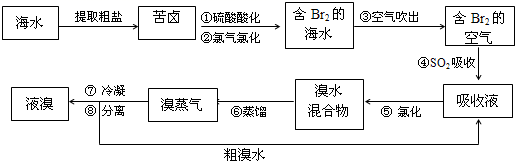 海水
提取粗盐
苦卤
①硫酸酸化
②氯气氯化
含Br₂的
海水
③空气吹出
含Br₂的
空气
④SO₂吸收
吸收液
⑤氯化
溴水
混合物
⑥蒸馏
溴蒸气
⑦冷凝
⑧分离
液溴
粗溴水